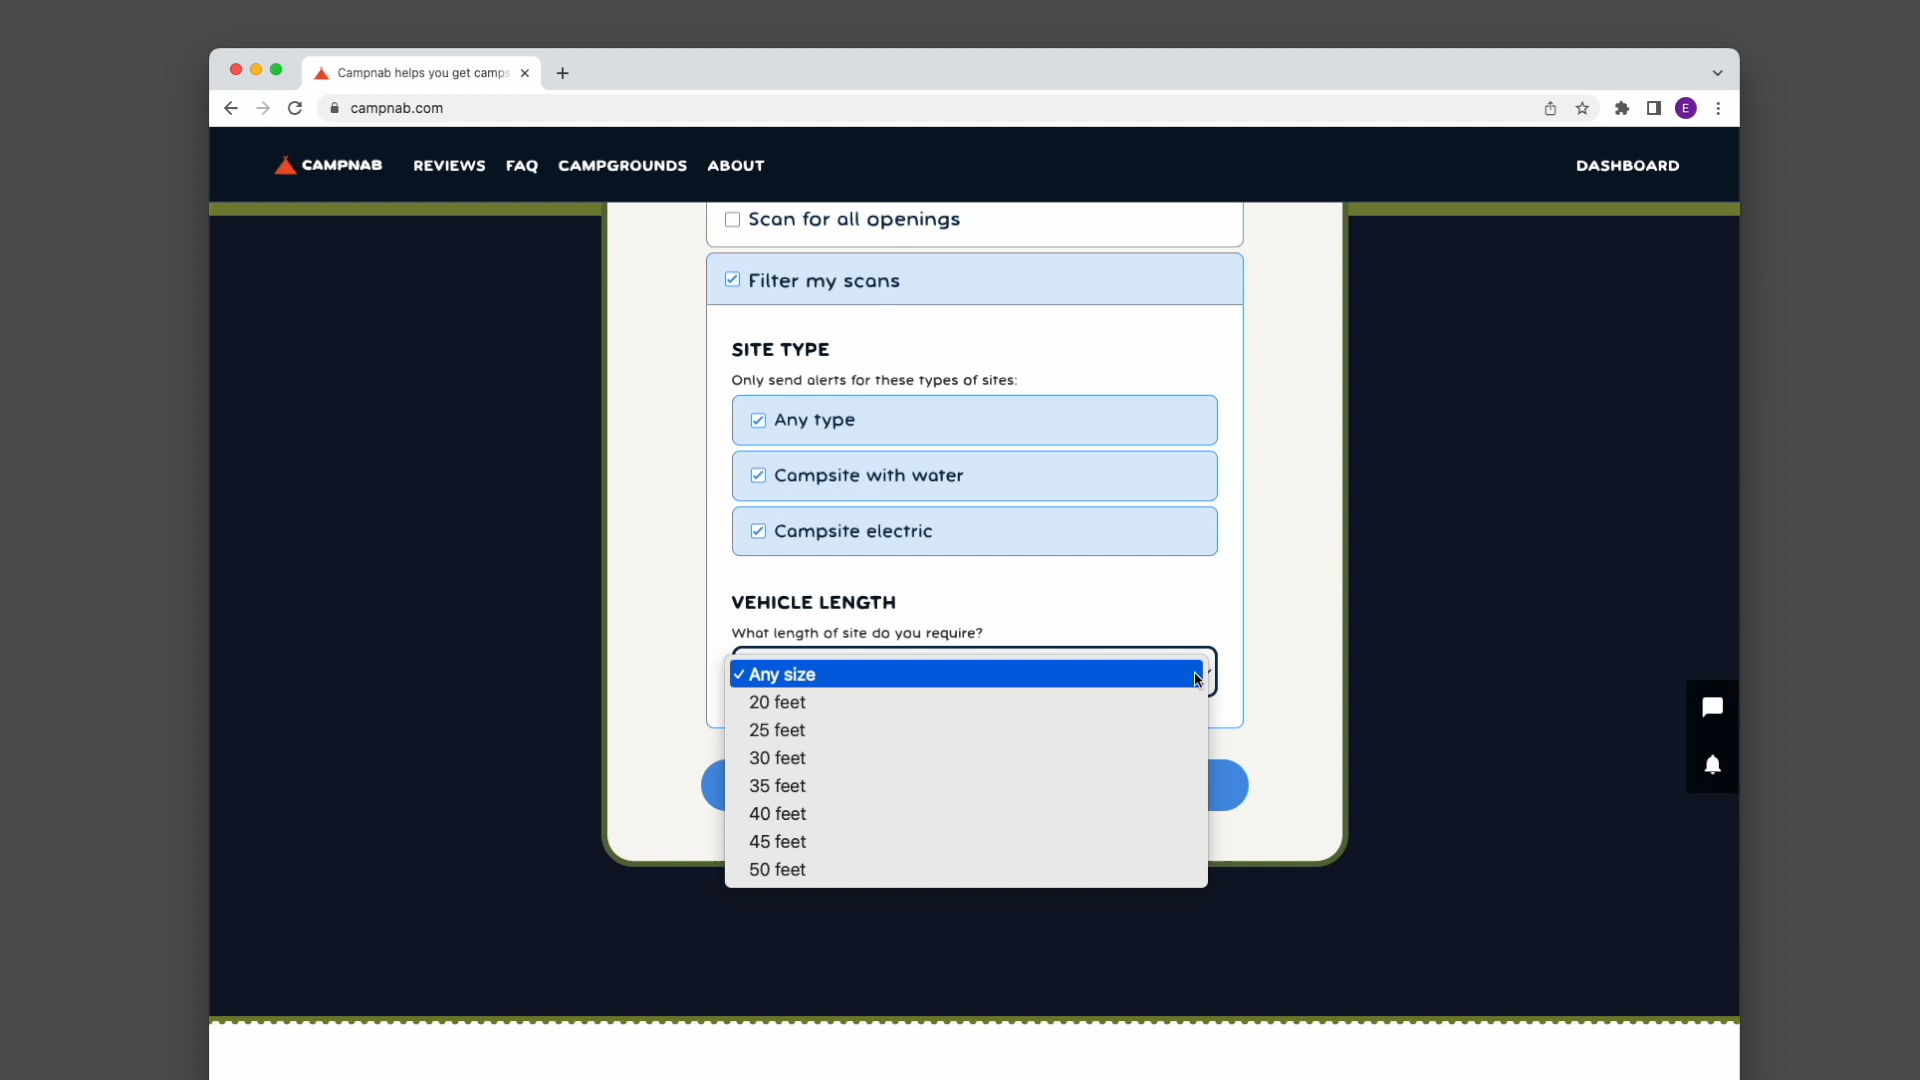 Campnab helps you get camps
campnab.com
E
CAMPNAB REVIEWS FAQ CAMPGROUNDS ABOUT DASHBOARD
Scan for all openings
Filter my scans
SITE TYPE
Only send alerts for these types of sites:
Any type
Campsite with water
Campsite electric
VEHICLE LENGTH
What length of site do you require?
Any size
20 feet
25 feet
30 feet
35 feet
40 feet
45 feet
50 feet